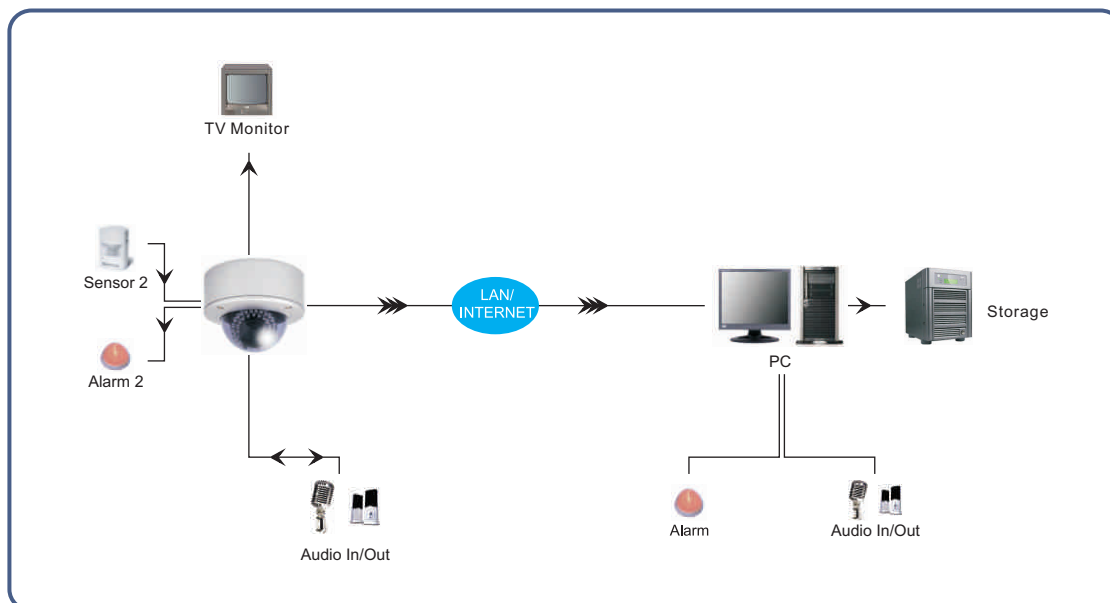 TV Monitor
Sensor 2
Alarm 2
LAN/
INTERNET
Storage
PC
Audio In/Out
Alarm
Audio In/Out